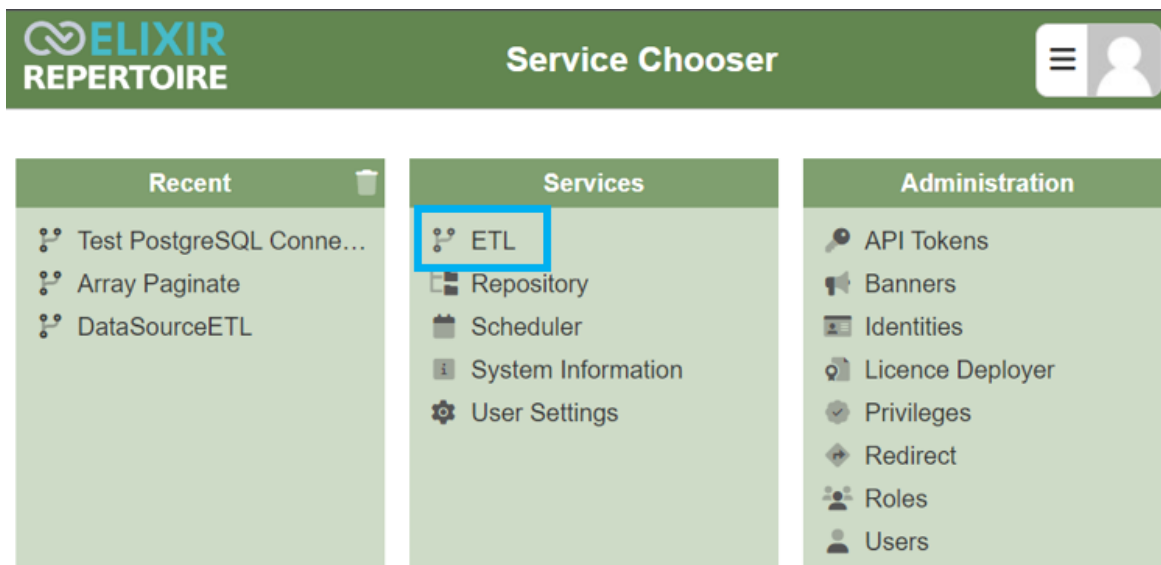 ELIXIR
REPERTOIRE
Service Chooser
Recent
Test PostgreSQL Conne...
Array Paginate
DataSourceETL
Services
ETL
Repository
Scheduler
System Information
User Settings
Administration
API Tokens
Banners
Identities
Licence Deployer
Privileges
Redirect
Roles
Users